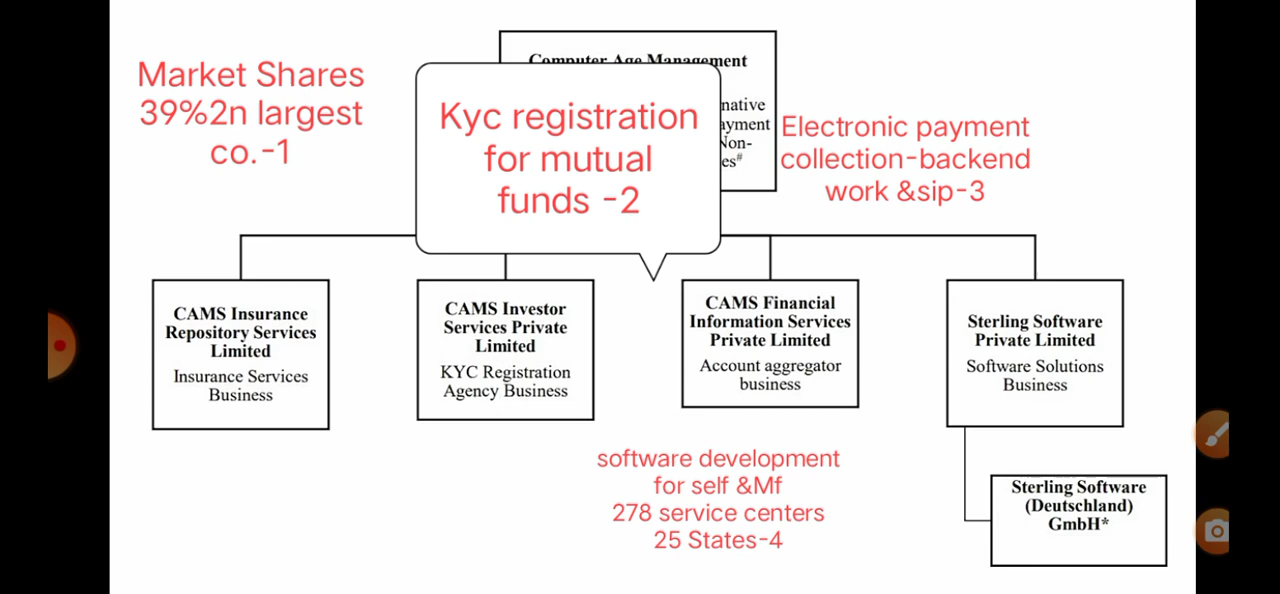 Computer Age Management
Market Shares
39%2n largest
co.-1
Kyc registration
for mutual
funds -2
native
ayment
Non-
es#
Electronic payment
collection-backend
work &sip-3
CAMS Insurance
Repository Services
Limited
Insurance Services
Business
CAMS Investor
Services Private
Limited
KYC Registration
Agency Business
CAMS Financial
Information Services
Private Limited
Account aggregator
business
Sterling Software
Private Limited
Software Solutions
Business
software development
for self &Mf
278 service centers
25 States-4
Sterling Software
(Deutschland)
GmbH*